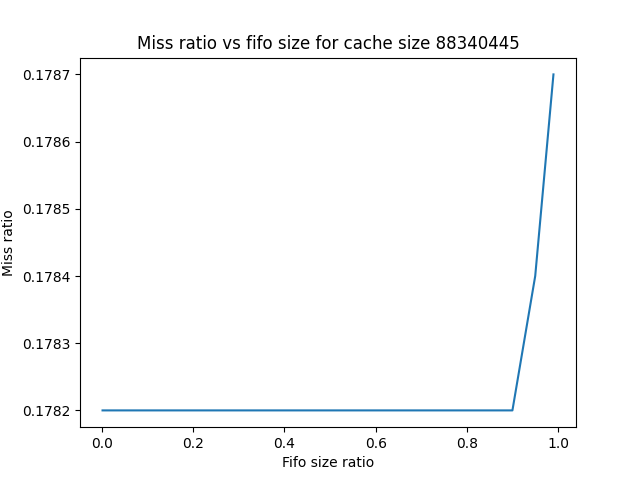 Miss ratio vs fifo size for cache size 88340445
0.1787
0.1786
0.1785
0.1784
0.1783
0.1782
Miss ratio
0.0 0.2 0.4 0.6 0.8 1.0
Fifo size ratio